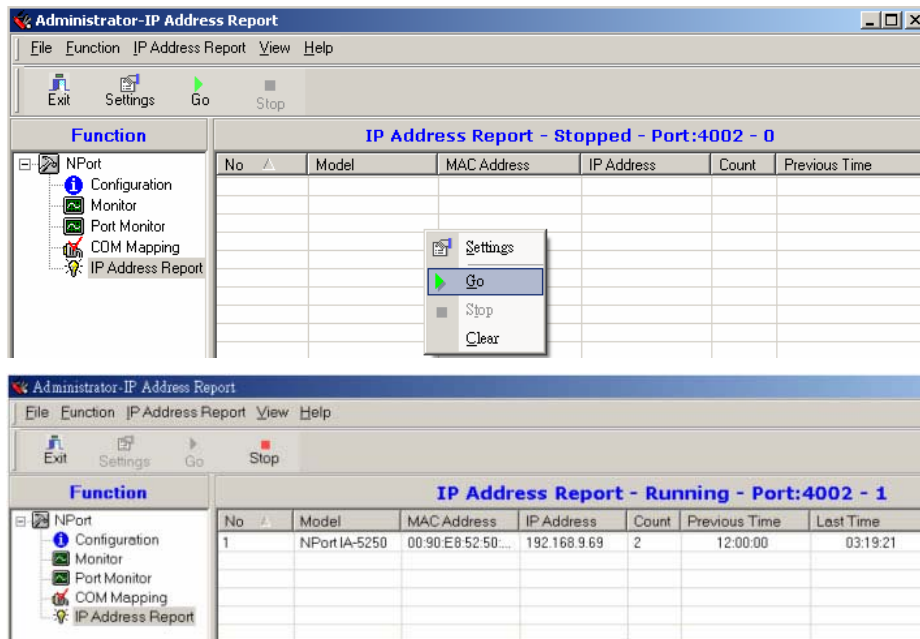 Administrator-IP Address Report
File Function IP Address Report View Help
Exit Settings Go Stop
Function
IP Address Report - Stopped - Port:4002 - 0
No Model MAC Address IP Address Count Previous Time
NPort
Configuration
Monitor
Port Monitor
COM Mapping
IP Address Report
Settings
Go
Stop
Clear
Administrator-IP Address Report
File Function IP Address Report View Help
Exit Settings Go Stop
Function
IP Address Report - Running - Port:4002 - 1
No Model MAC Address IP Address Count Previous Time Last Time
1 NPort IA-5250 00:90:E8:52:50:... 192.168.9.69 2 12:00:00 03:19:21
NPort
Configuration
Monitor
Port Monitor
COM Mapping
IP Address Report